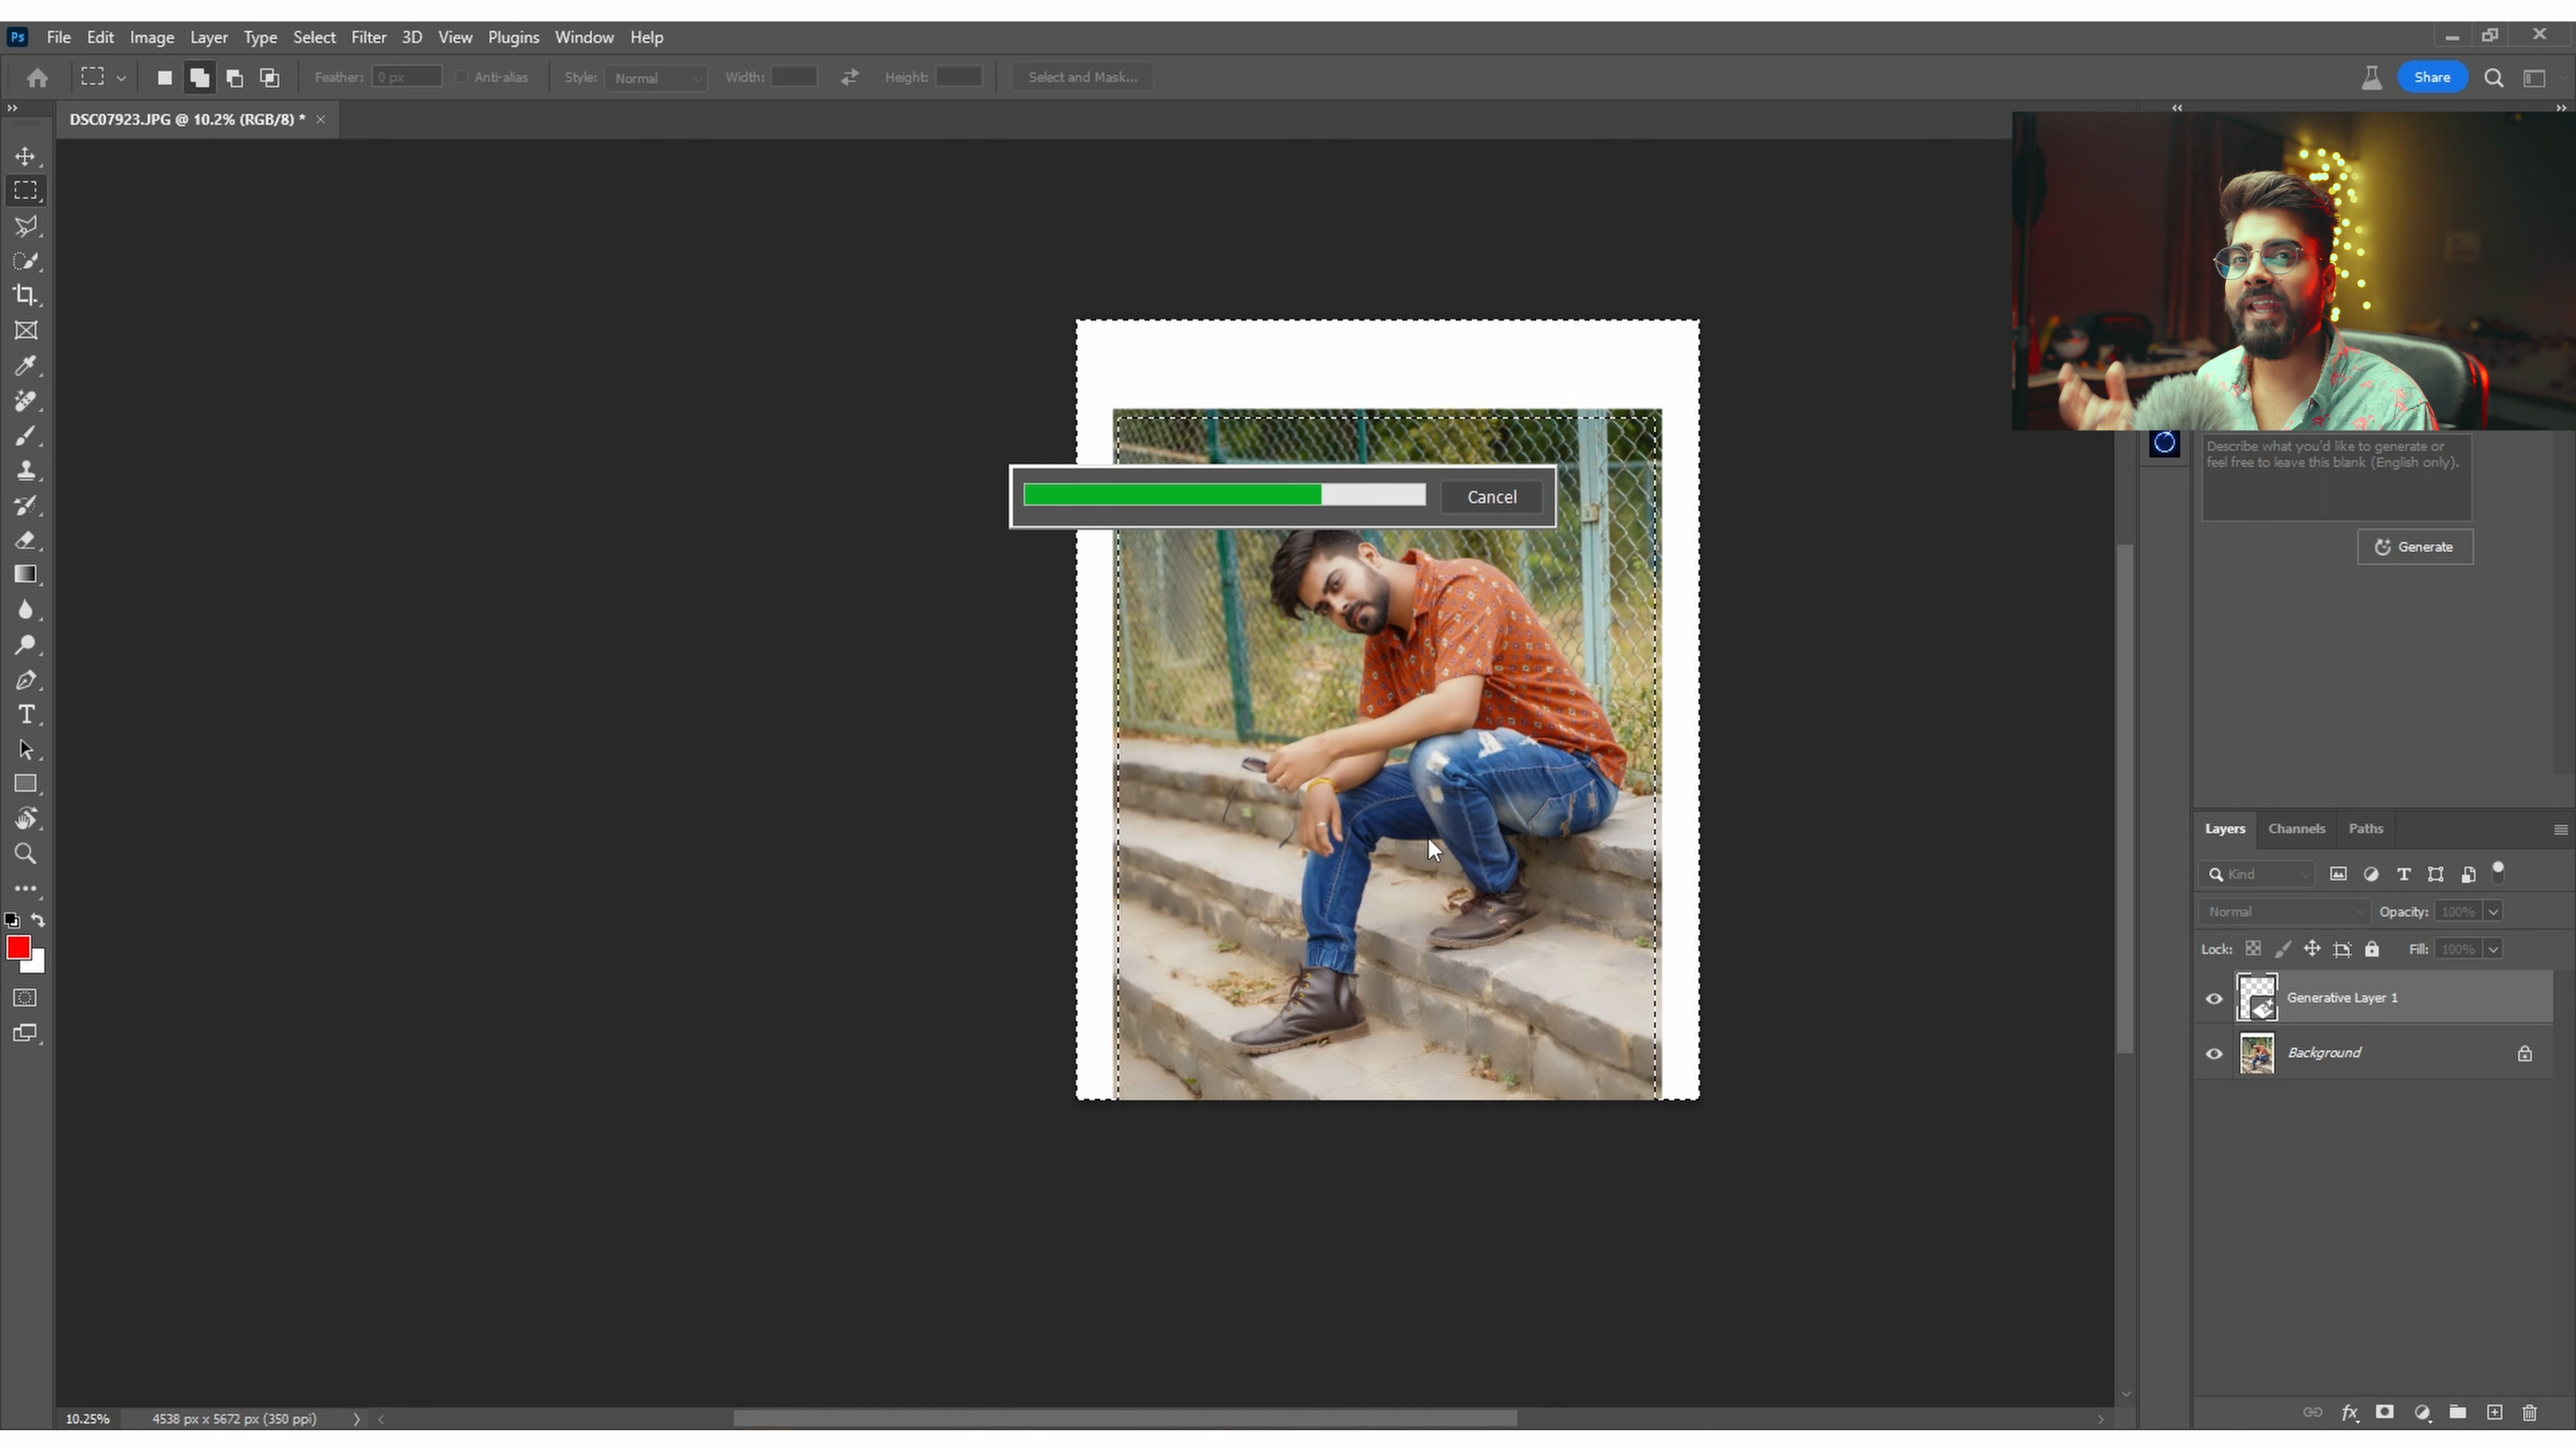 Ps File Edit Image Layer Type Select Filter 3D View Plugins Window Help
Feather: 0 px Anti-alias Style: Normal Width: Height: Select and Mask... Share
DSC07923.JPG @ 10.2% (RGB/8) *
Describe what you'd like to generate or
feel free to leave this blank (English only).
Cancel
Generate
Layers Channels Paths
Kind
Normal Opacity: 100%
Lock: Fill: 100%
Generative Layer 1
Background
10.25% 4538 px x 5672 px (350 ppi)
fx